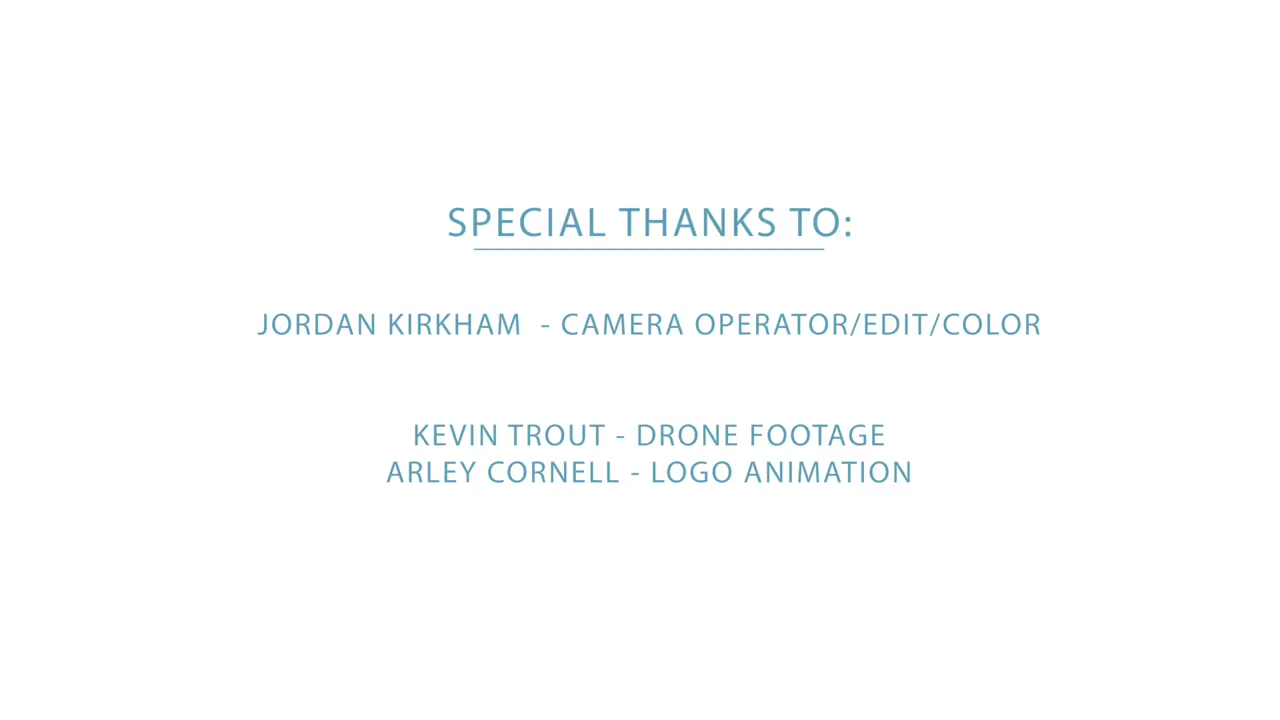 SPECIAL THANKS TO:
JORDAN KIRKHAM  - CAMERA OPERATOR/EDIT/COLOR
KEVIN TROUT - DRONE FOOTAGE
ARLEY CORNELL - LOGO ANIMATION